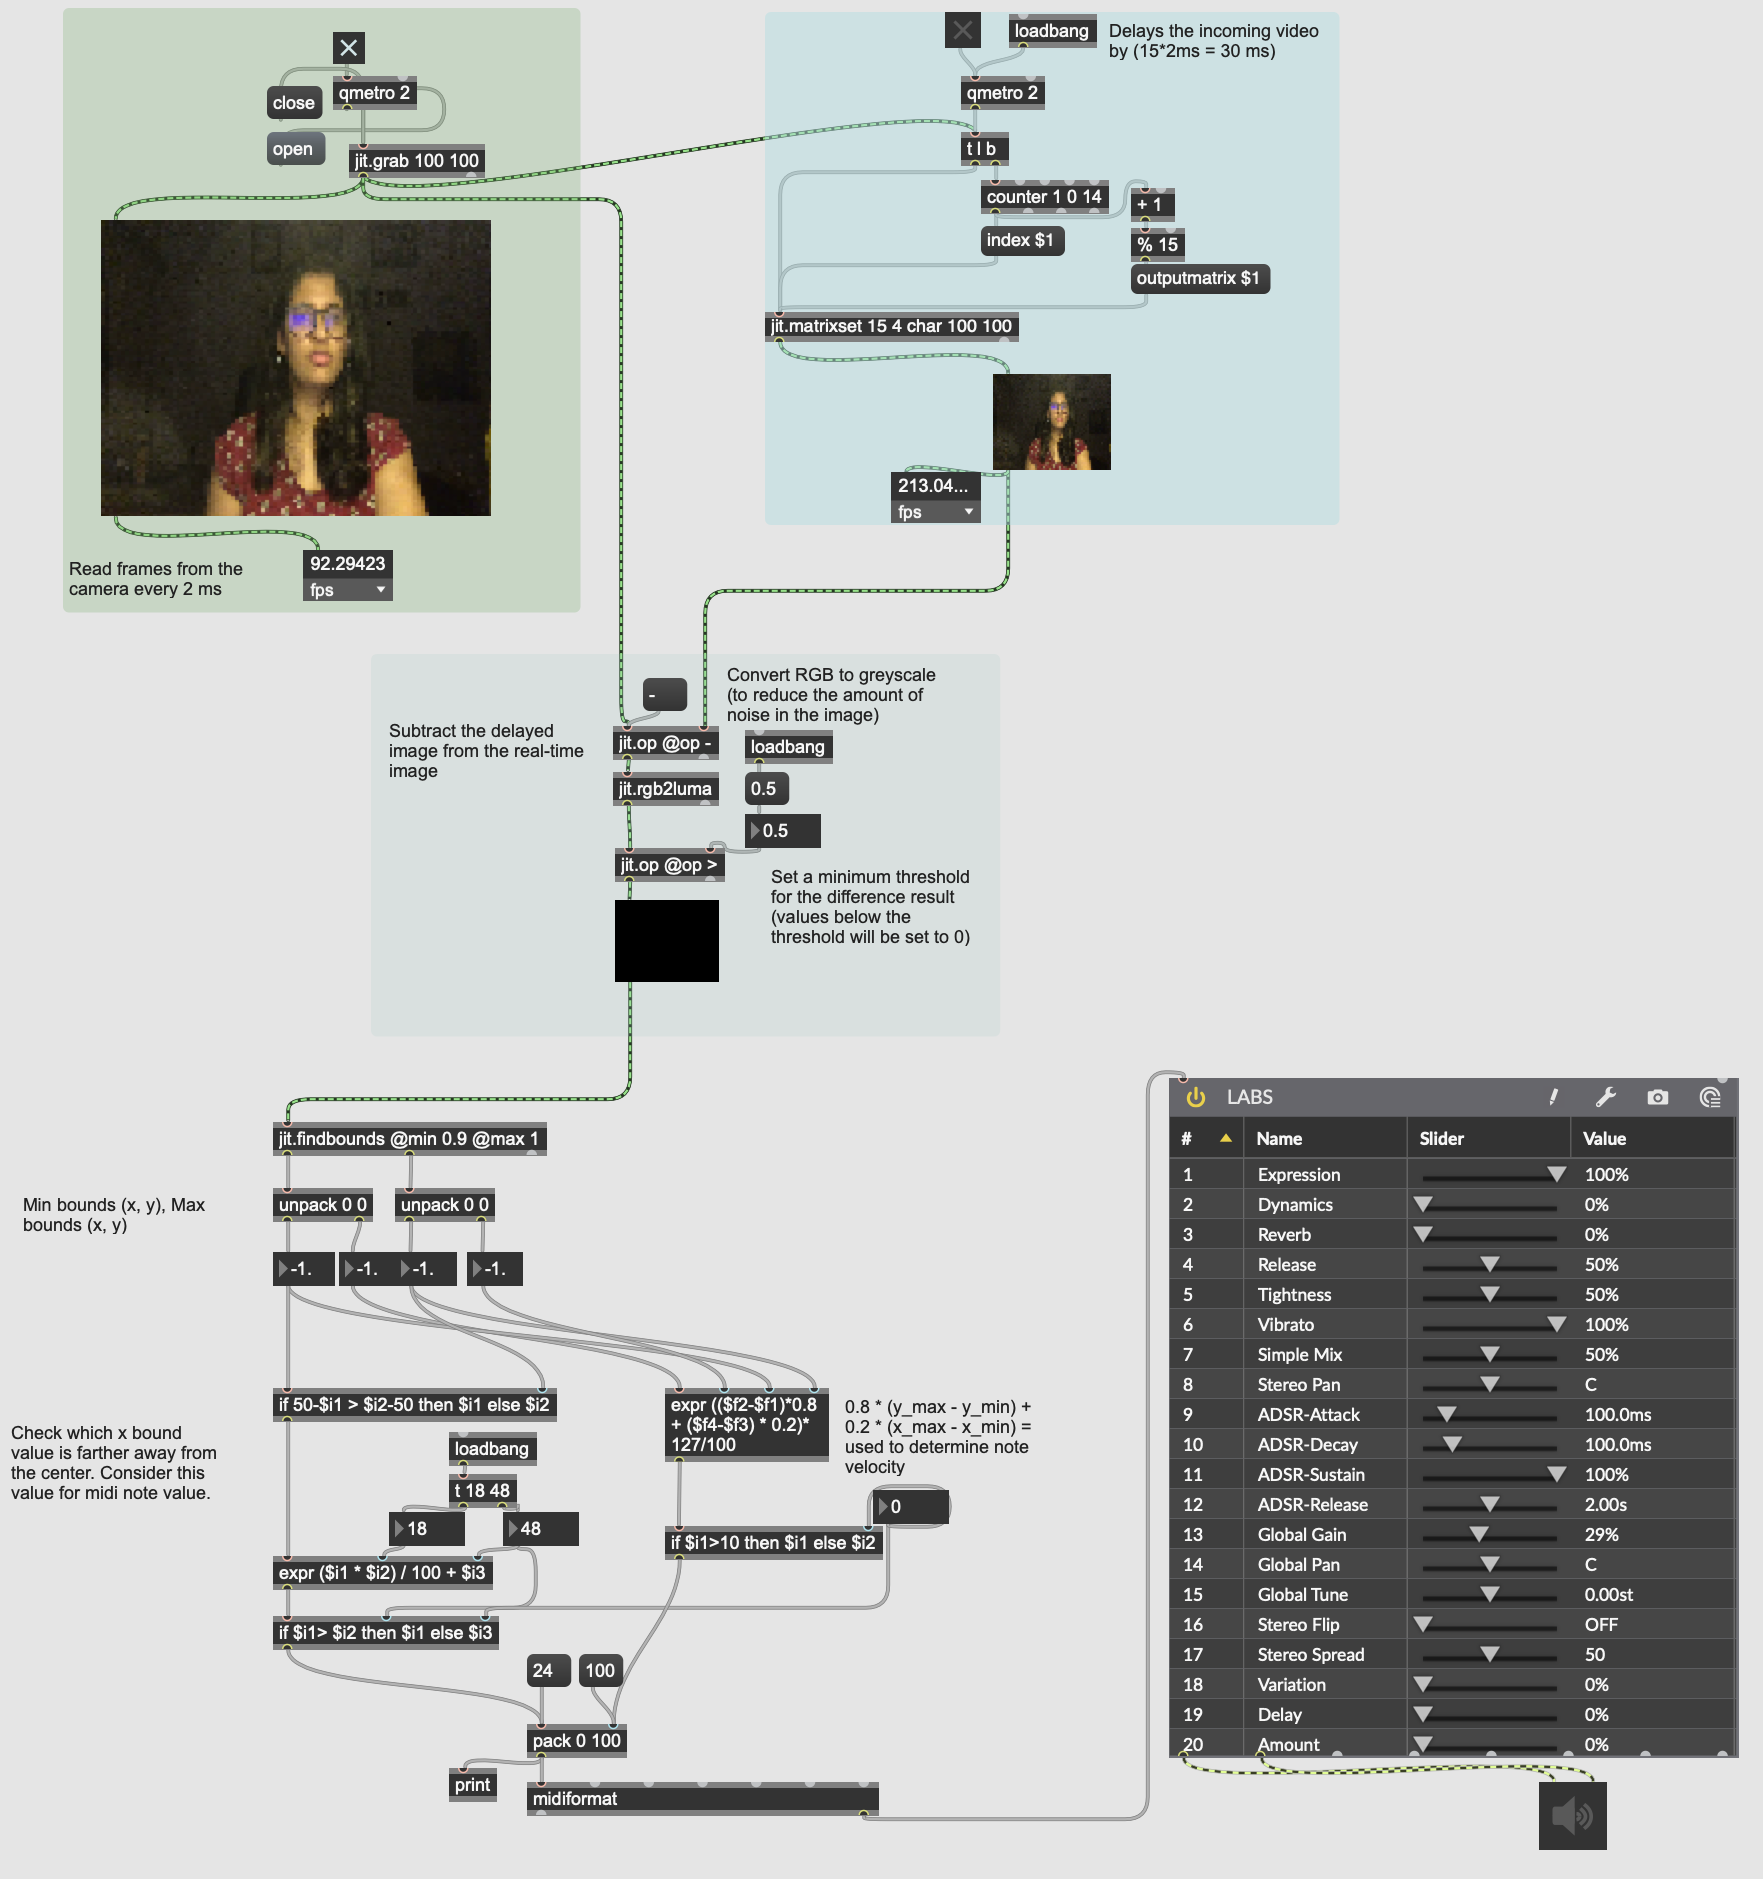 close
qmetro 2
open
jit.grab 100 100
Read frames from the
camera every 2 ms
92.29423
fps
loadbang
Delays the incoming video
by (15*2ms = 30 ms)
qmetro 2
t l b
counter 1 0 14
+ 1
index $1
% 15
outputmatrix $1
jit.matrixset 15 4 char 100 100
213.04...
fps
Convert RGB to greyscale
(to reduce the amount of
noise in the image)
-
Subtract the delayed
image from the real-time
image
jit.op @op -
loadbang
jit.rgb2luma
0.5
0.5
jit.op @op >
Set a minimum threshold
for the difference result
(values below the
threshold will be set to 0)
jit.findbounds @min 0.9 @max 1
Min bounds (x, y), Max
bounds (x, y)
unpack 0 0
unpack 0 0
-1.
-1.
-1.
-1.
if 50-$i1 > $i2-50 then $i1 else $i2
expr (($f2-$f1)*0.8
+ ($f4-$f3) * 0.2)*
127/100
0.8 * (y_max - y_min) +
0.2 * (x_max - x_min) =
used to determine note
velocity
Check which x bound
value is farther away from
the center. Consider this
value for midi note value.
loadbang
t 18 48
18
48
0
if $i1>10 then $i1 else $i2
expr ($i1 * $i2) / 100 + $i3
if $i1> $i2 then $i1 else $i3
24
100
pack 0 100
print
midiformat
LABS
# Name Slider Value
1 Expression 100%
2 Dynamics 0%
3 Reverb 0%
4 Release 50%
5 Tightness 50%
6 Vibrato 100%
7 Simple Mix 50%
8 Stereo Pan C
9 ADSR-Attack 100.0ms
10 ADSR-Decay 100.0ms
11 ADSR-Sustain 100%
12 ADSR-Release 2.00s
13 Global Gain 29%
14 Global Pan C
15 Global Tune 0.00st
16 Stereo Flip OFF
17 Stereo Spread 50
18 Variation 0%
19 Delay 0%
20 Amount 0%